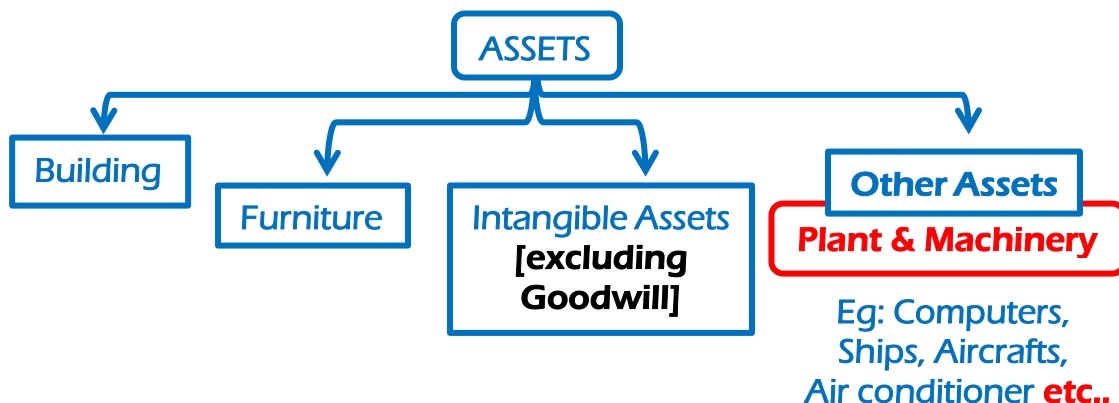 ASSETS
Building
Furniture
Intangible Assets
[excluding
Goodwill]
Other Assets
Plant & Machinery
Eg: Computers,
Ships, Aircrafts,
Air conditioner etc..